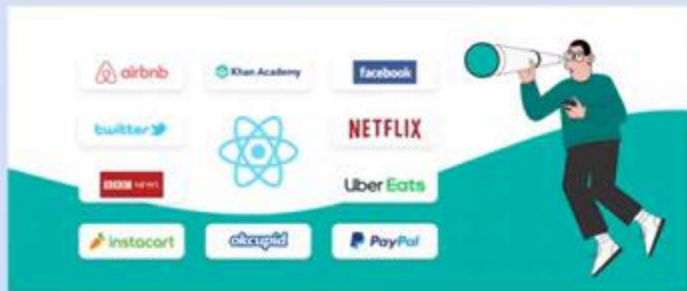 airbnb
Khan Academy
facebook
twitter
NETFLIX
BBC NEWS
Uber Eats
instacart
okcupid
PayPal